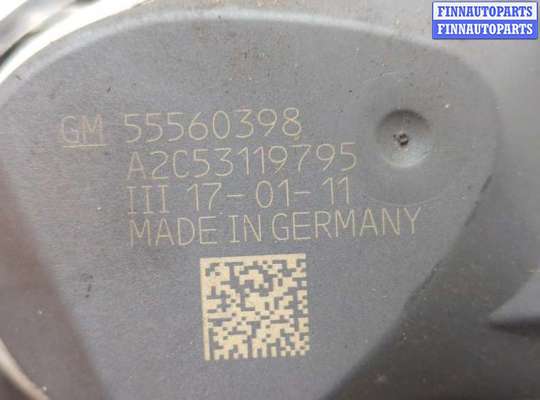 FINNAUTOPARTS
FINNAUTOPARTS
GM 55560398
A2C53119795
III 17-01-11
MADE IN GERMANY